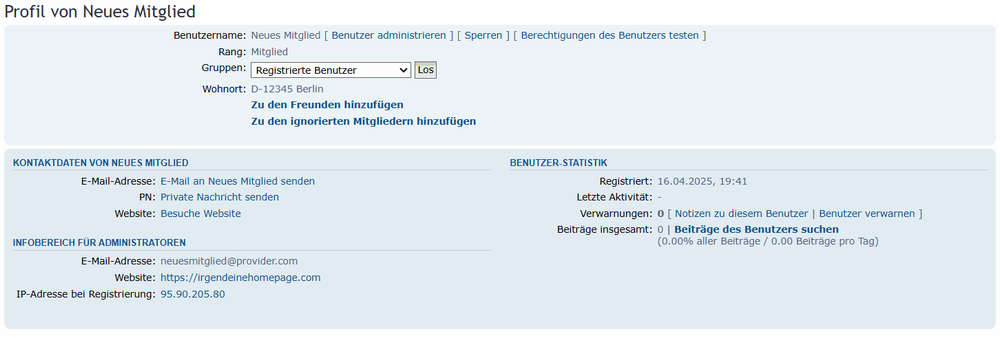 Profil von Neues Mitglied
Benutzername: Neues Mitglied [ Benutzer administrieren ] [ Sperren ] [ Berechtigungen des Benutzers testen ]
Rang: Mitglied
Gruppen: Registrierte Benutzer Los
Wohnort: D-12345 Berlin
Zu den Freunden hinzufügen
Zu den ignorierten Mitgliedern hinzufügen
KONTAKTDATEN VON NEUES MITGLIED
E-Mail-Adresse: E-Mail an Neues Mitglied senden
PN: Private Nachricht senden
Website: Besuche Website
INFOBEREICH FÜR ADMINISTRATOREN
E-Mail-Adresse: neuesmitglied@provider.com
Website: https://irgendeinehomepage.com
IP-Adresse bei Registrierung: 95.90.205.80
BENUTZER-STATISTIK
Registriert: 16.04.2025, 19:41
Letzte Aktivität: -
Verwarnungen: 0 [ Notizen zu diesem Benutzer | Benutzer verwarnen ]
Beiträge insgesamt: 0 | Beiträge des Benutzers suchen
(0.00% aller Beiträge / 0.00 Beiträge pro Tag)